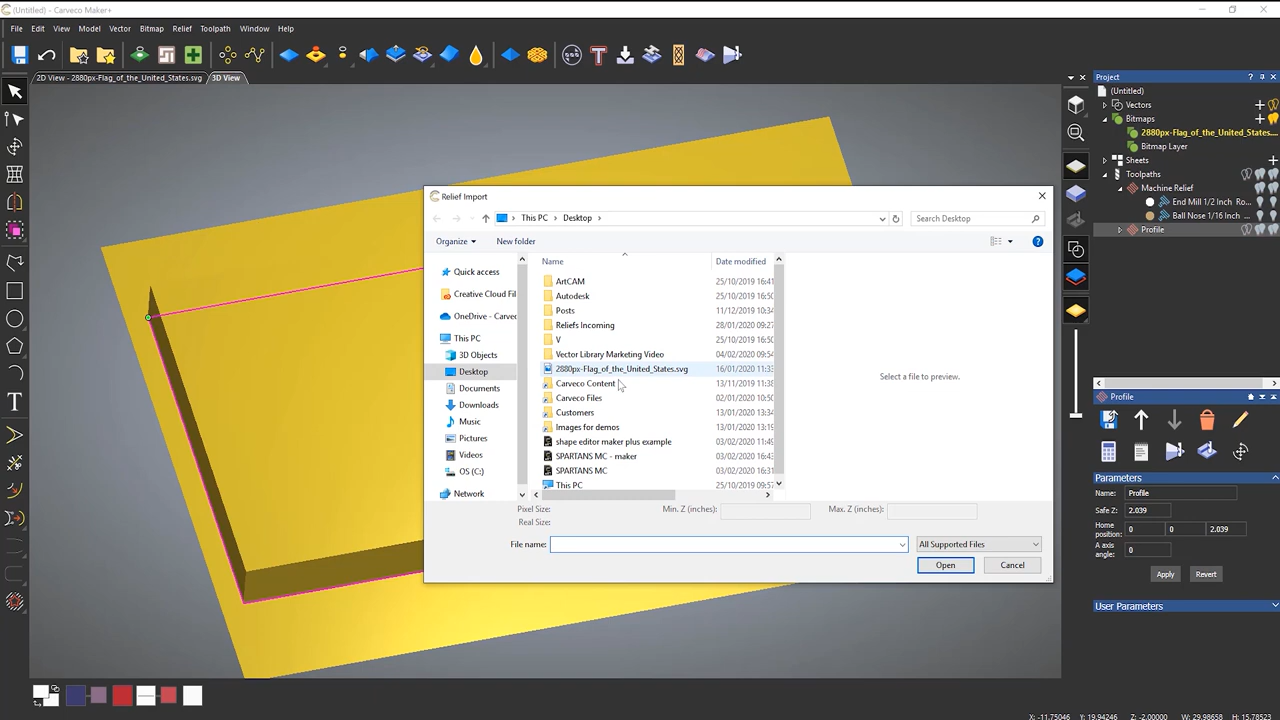 (Untitled) - Carveco Maker+
File Edit View Model Vector Bitmap Relief Toolpath Window Help
2D View - 2880px-Flag_of_the_United_States.svg 3D View
Project
(Untitled)
Vectors
Bitmaps
2880px-Flag_of_the_United_States....
Bitmap Layer
Sheets
Toolpaths
Machine Relief
End Mill 1/2 Inch Ro...
Ball Nose 1/16 Inch ...
Profile
Relief Import
This PC Desktop
Search Desktop
Organize New folder
Name Date modified
Quick access
Creative Cloud Fil
OneDrive - Carvec
This PC
3D Objects
Desktop
Documents
Downloads
Music
Pictures
Videos
OS (C:)
Network
ArtCAM 25/10/2019 16:41
Autodesk 25/10/2019 16:50
Posts 11/12/2019 10:34
Reliefs Incoming 28/01/2020 09:27
V 25/10/2019 16:50
Vector Library Marketing Video 04/02/2020 09:54
2880px-Flag_of_the_United_States.svg 16/01/2020 11:33
Carveco Content 13/11/2019 11:38
Carveco Files 02/01/2020 10:50
Customers 13/01/2020 13:34
Images for demos 13/01/2020 13:19
shape editor maker plus example 03/02/2020 11:49
SPARTANS MC - maker 03/02/2020 16:43
SPARTANS MC 03/02/2020 16:31
This PC 25/10/2019 09:57
Select a file to preview.
Pixel Size: Min. Z (inches): Max. Z (inches):
Real Size:
File name: All Supported Files
Open Cancel
Profile
Parameters
Name: Profile
Safe Z: 2.039
Home position: 0 0 2.039
A axis angle: 0
Apply Revert
User Parameters
X: -11.75046 Y: 19.94246 Z: -2.00000 W: 29.98658 H: 15.78523